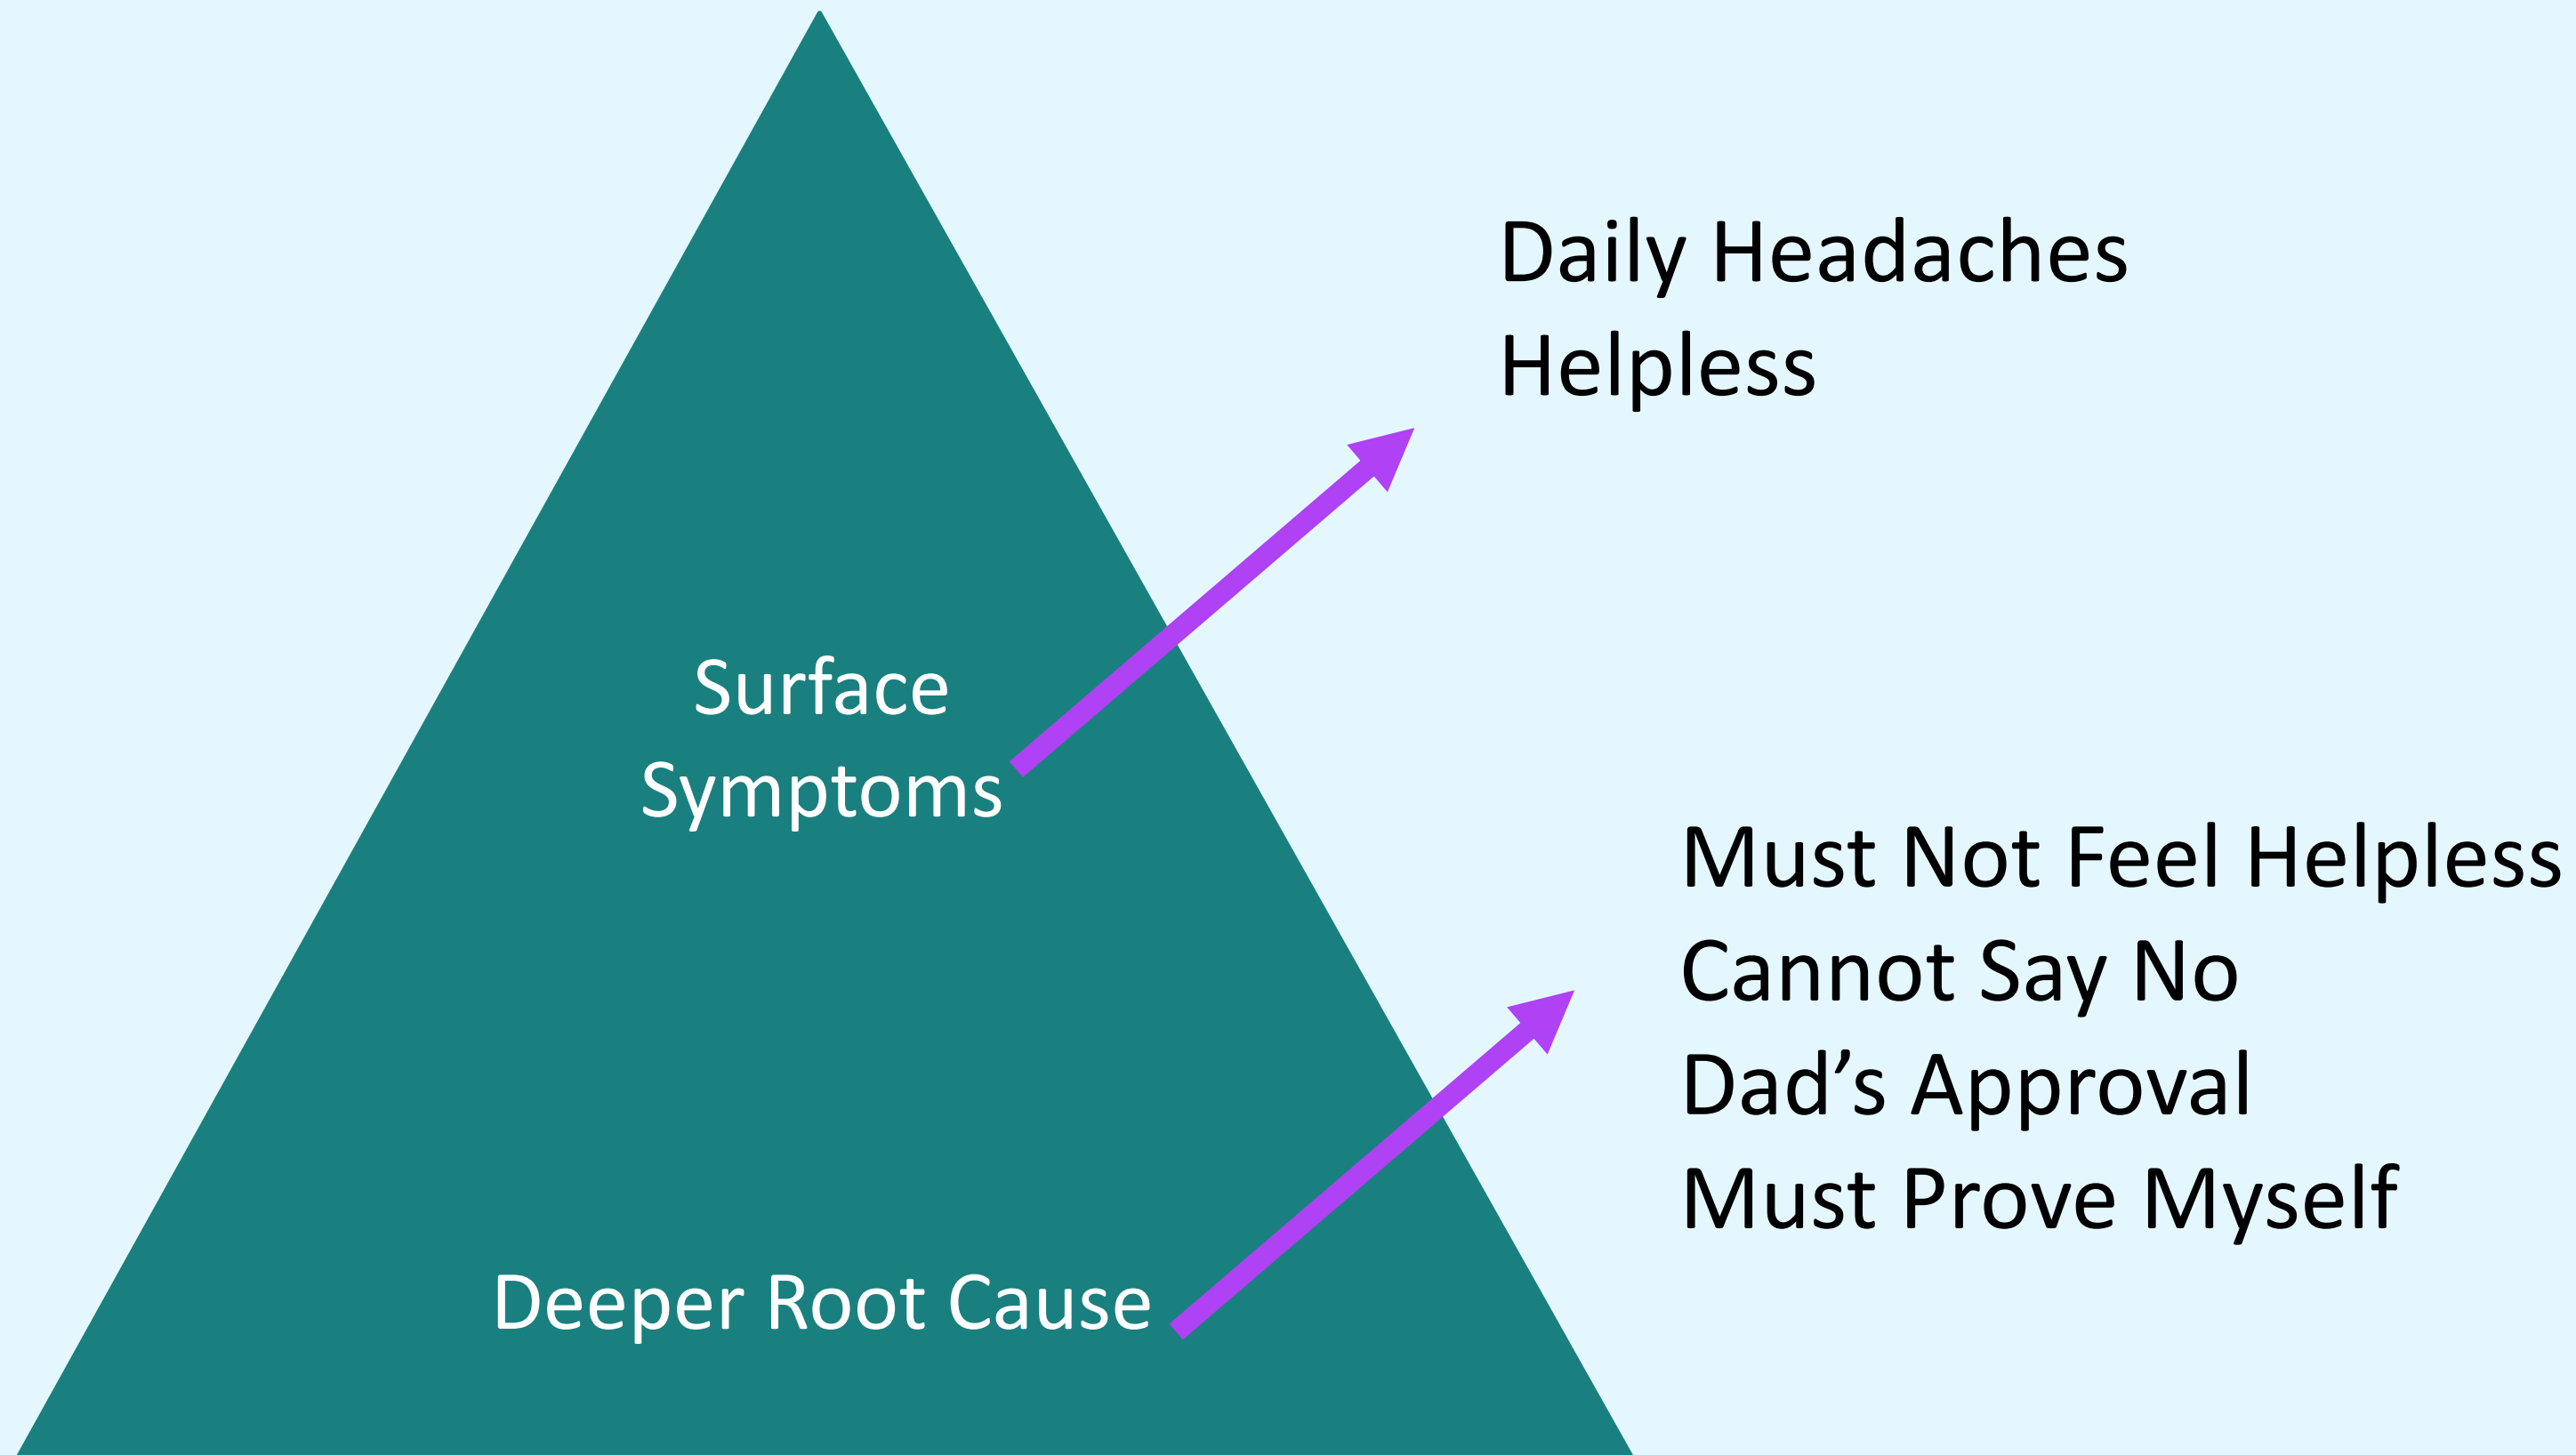 Daily Headaches
Helpless
Surface
Symptoms
Must Not Feel Helpless
Cannot Say No
Dad’s Approval
Must Prove Myself
Deeper Root Cause